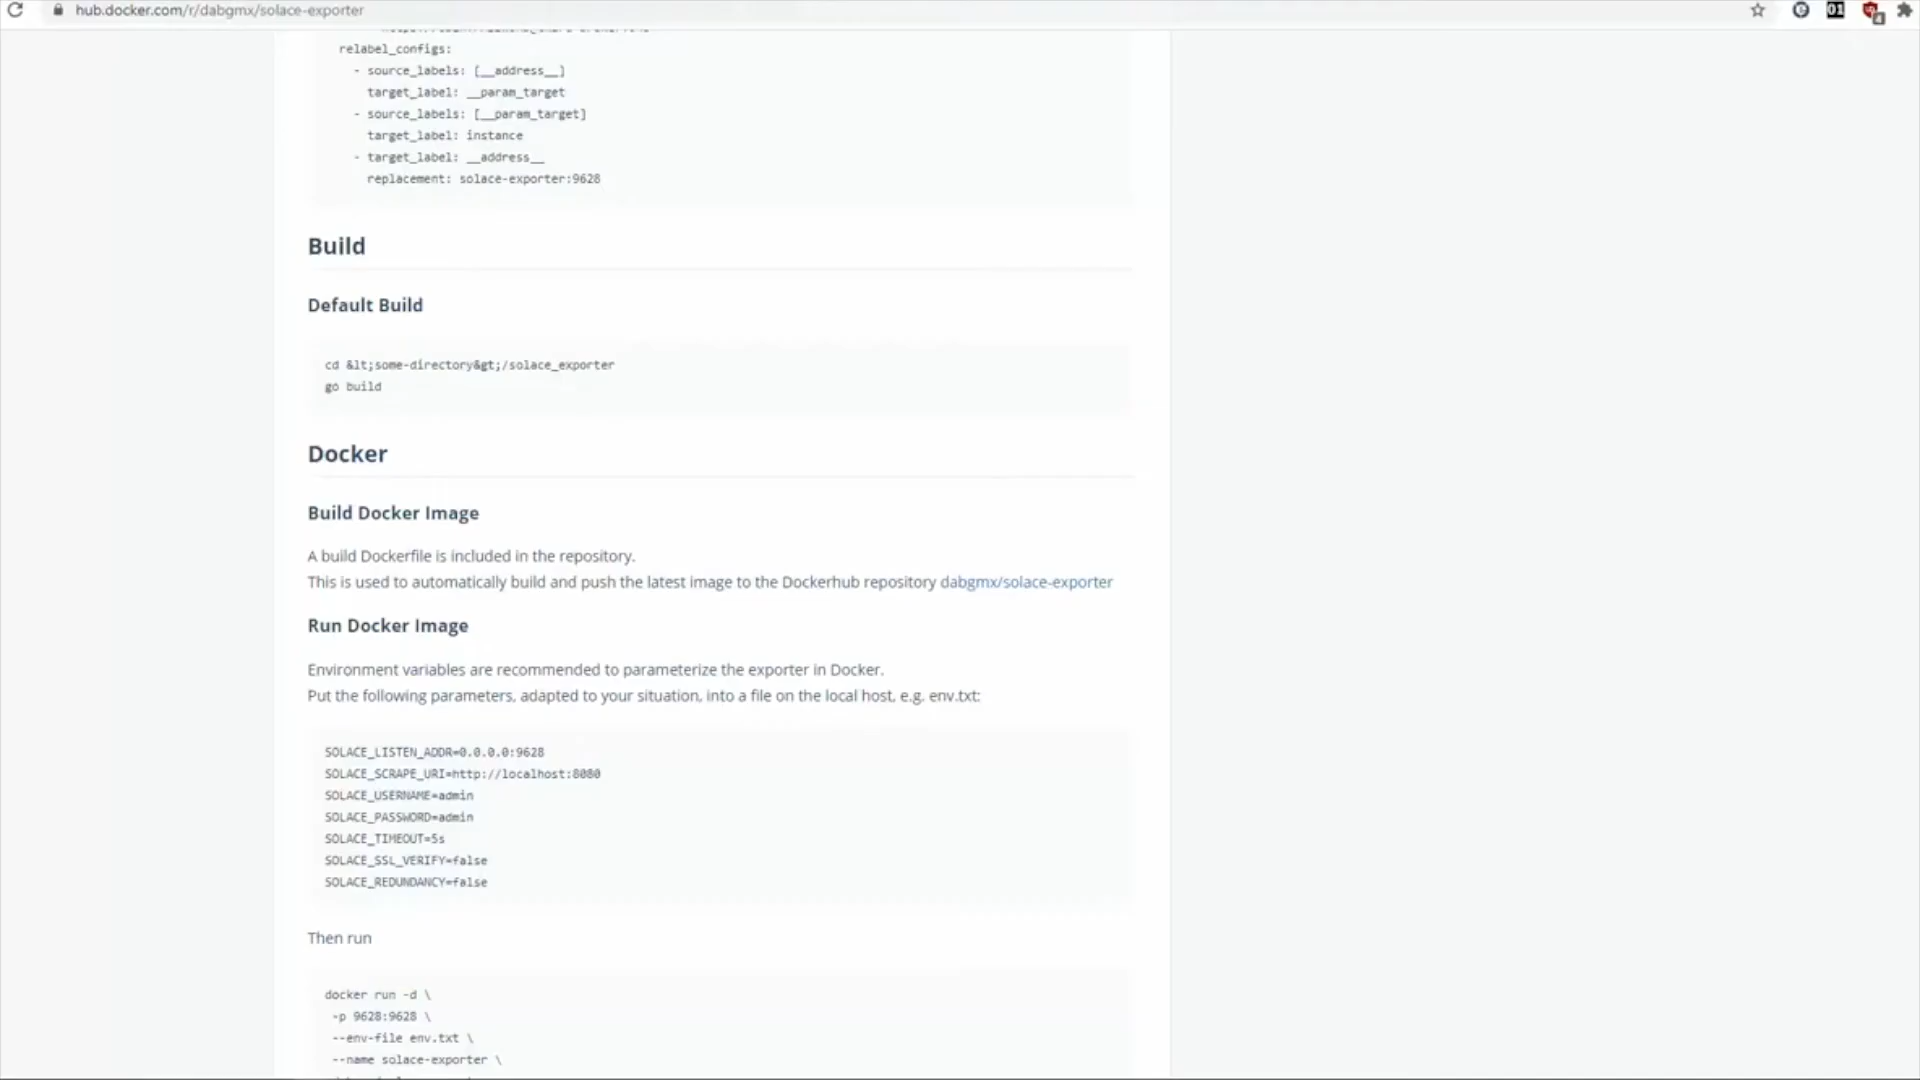 hub.docker.com/r/dabgmx/solace-exporter
01
4
relabel_configs:
- source_labels: [__address__]
target_label: __param_target
- source_labels: [__param_target]
target_label: instance
- target_label: __address__
replacement: solace-exporter:9628
Build
Default Build
cd &lt;some-directory&gt;/solace_exporter
go build
Docker
Build Docker Image
A build Dockerfile is included in the repository.
This is used to automatically build and push the latest image to the Dockerhub repository dabgmx/solace-exporter
Run Docker Image
Environment variables are recommended to parameterize the exporter in Docker.
Put the following parameters, adapted to your situation, into a file on the local host, e.g. env.txt:
SOLACE_LISTEN_ADDR=0.0.0.0:9628
SOLACE_SCRAPE_URI=http://localhost:8080
SOLACE_USERNAME=admin
SOLACE_PASSWORD=admin
SOLACE_TIMEOUT=5s
SOLACE_SSL_VERIFY=false
SOLACE_REDUNDANCY=false
Then run
docker run -d \
-p 9628:9628 \
--env-file env.txt \
--name solace-exporter \